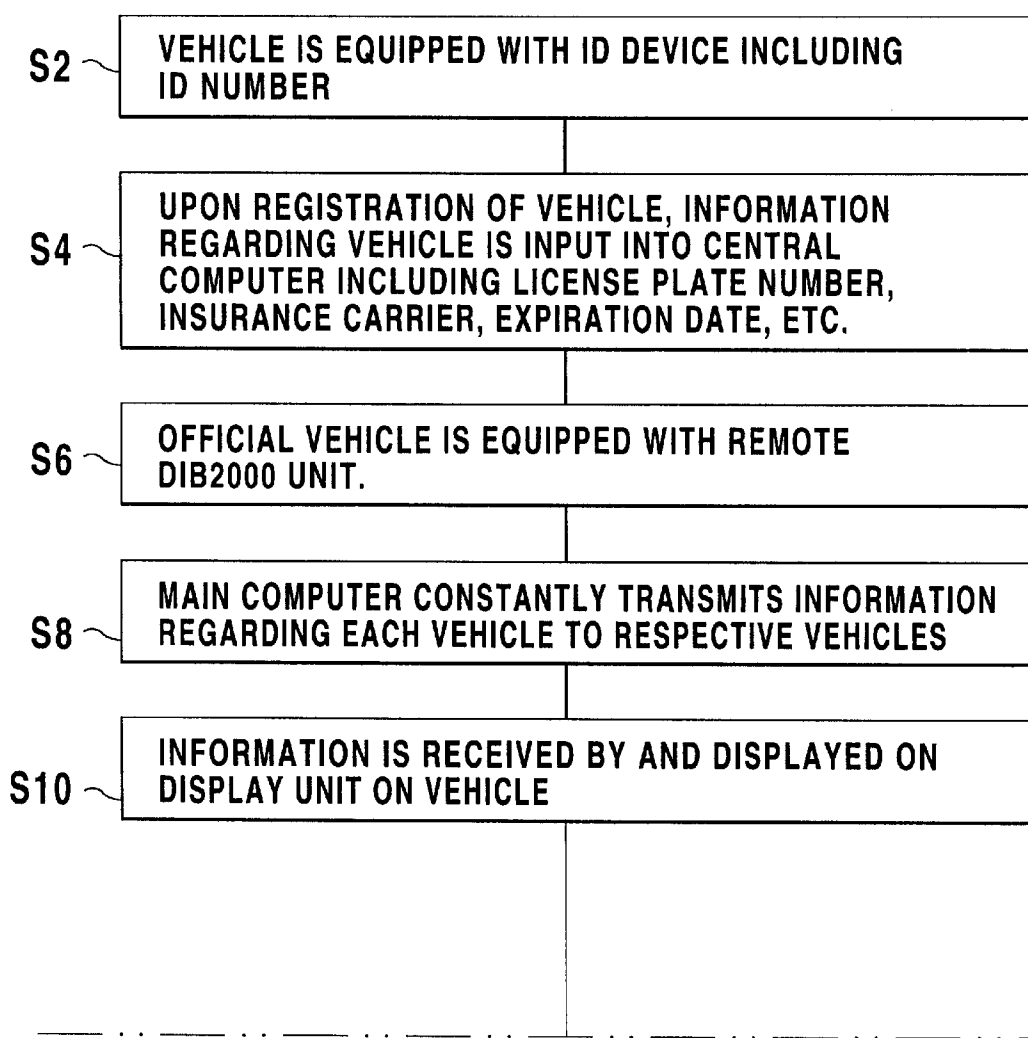 S2
VEHICLE IS EQUIPPED WITH ID DEVICE INCLUDING
ID NUMBER
S4
UPON REGISTRATION OF VEHICLE, INFORMATION
REGARDING VEHICLE IS INPUT INTO CENTRAL
COMPUTER INCLUDING LICENSE PLATE NUMBER,
INSURANCE CARRIER, EXPIRATION DATE, ETC.
S6
OFFICIAL VEHICLE IS EQUIPPED WITH REMOTE
DIB2000 UNIT.
S8
MAIN COMPUTER CONSTANTLY TRANSMITS INFORMATION
REGARDING EACH VEHICLE TO RESPECTIVE VEHICLES
S10
INFORMATION IS RECEIVED BY AND DISPLAYED ON
DISPLAY UNIT ON VEHICLE